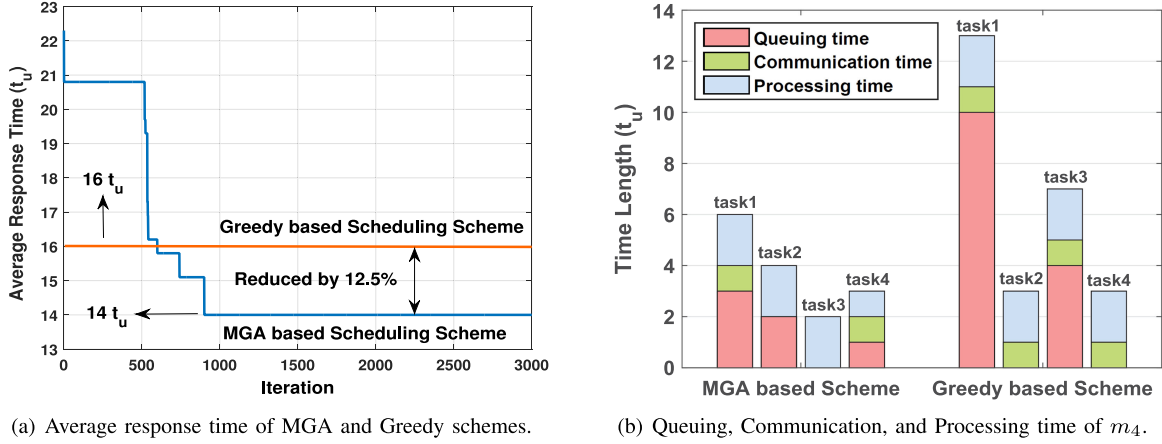 23
22
21
20
19
18
17
16
15
14
13
Average Response Time (t_u)
16 t_u
Greedy based Scheduling Scheme
Reduced by 12.5%
14 t_u
MGA based Scheduling Scheme
0 500 1000 1500 2000 2500 3000
Iteration
(a) Average response time of MGA and Greedy schemes.
14
12
10
8
6
4
2
0
Time Length (t_u)
Queuing time
Communication time
Processing time
task1
task2
task3
task4
task1
task2
task3
task4
MGA based Scheme Greedy based Scheme
(b) Queuing, Communication, and Processing time of m₄.